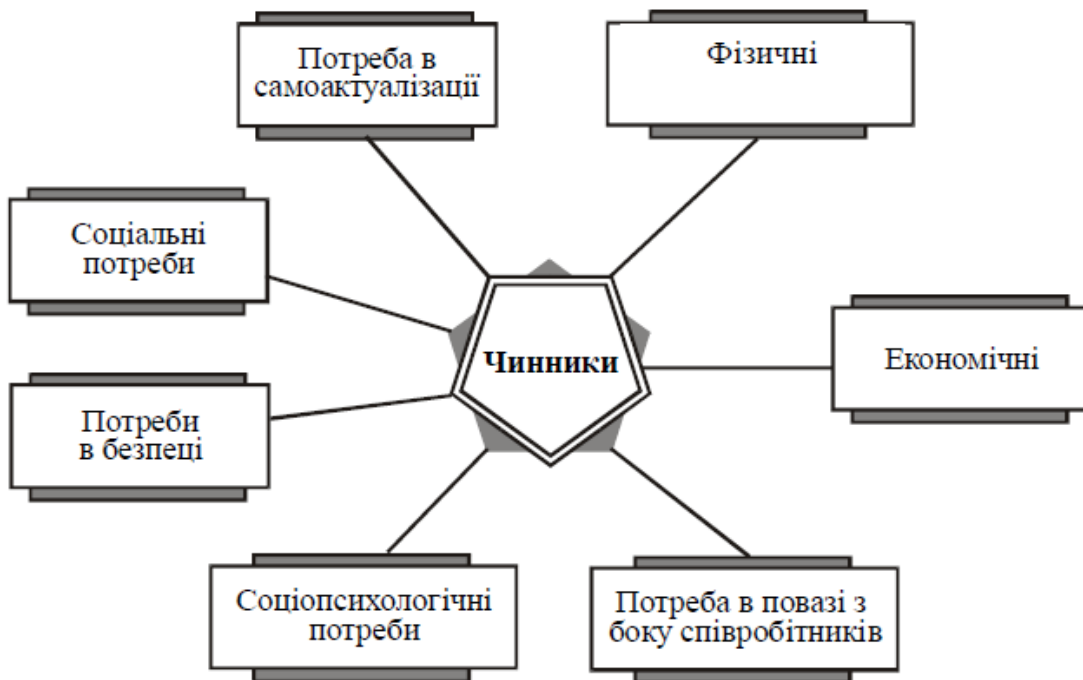 Потреба в
самоактуалізації
Фізичні
Соціальні
потреби
Чинники
Економічні
Потреби
в безпеці
Соціопсихологічні
потреби
Потреба в повазі з
боку співробітників